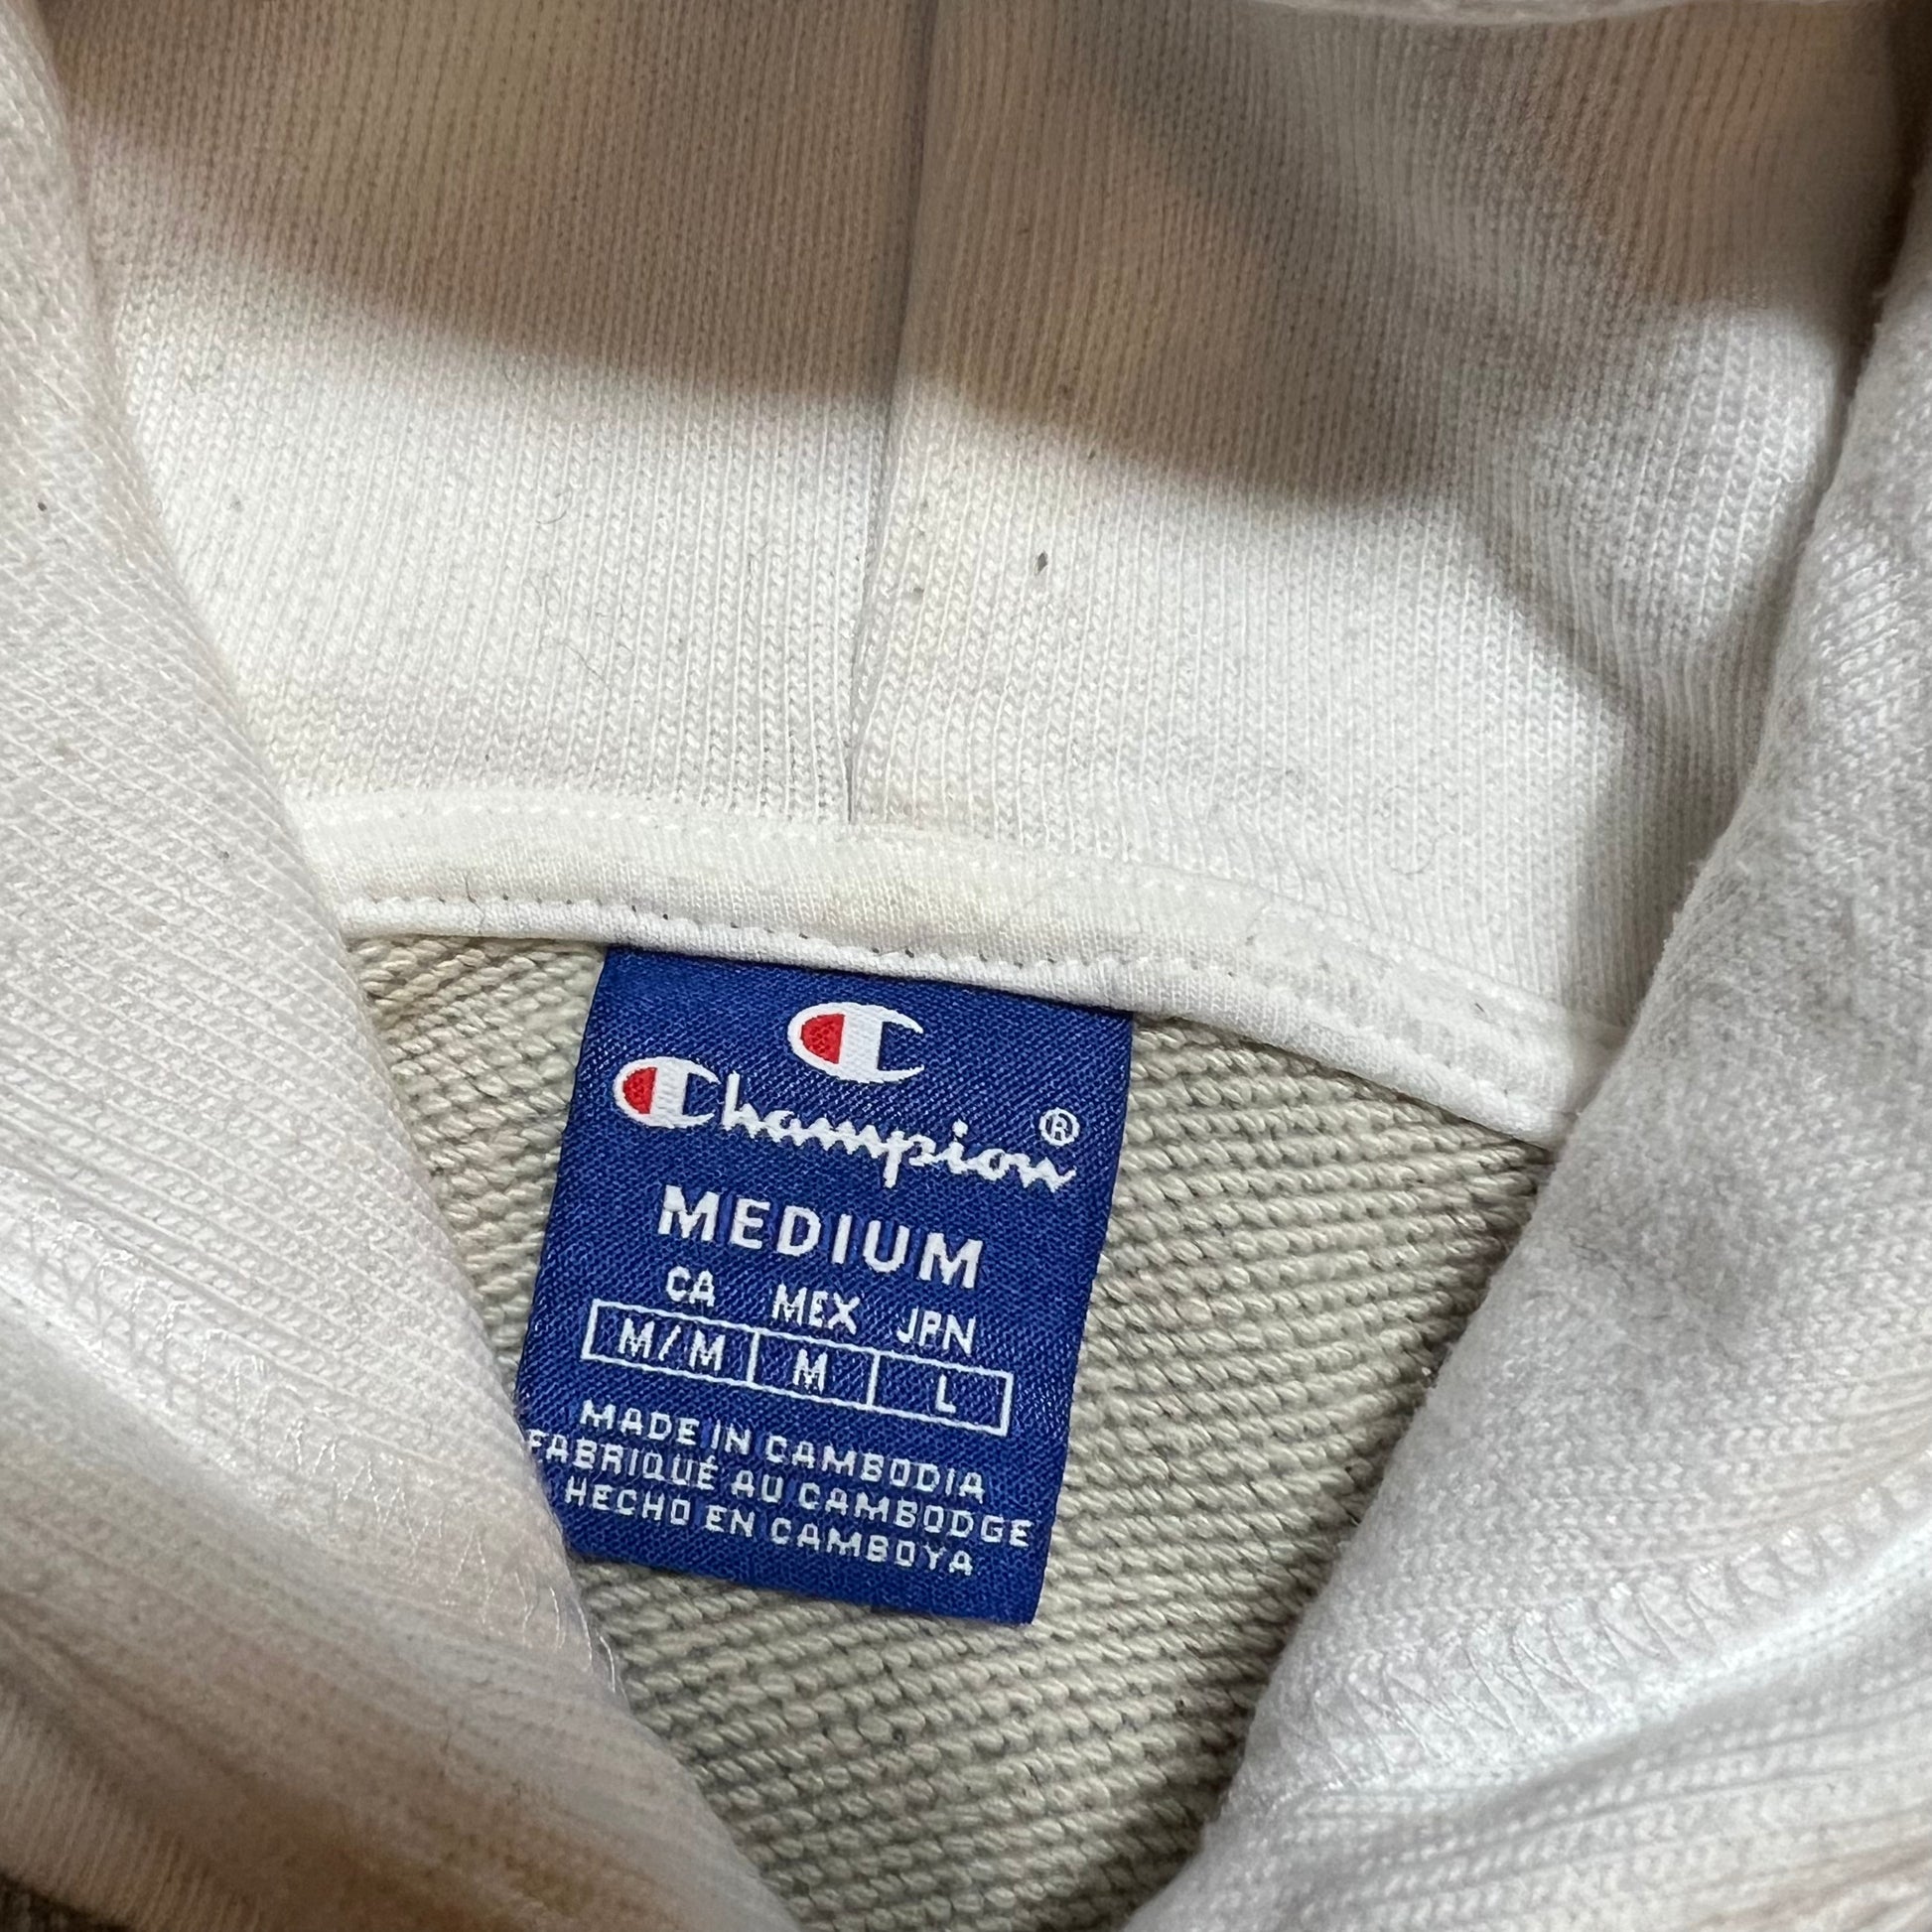 Champion®
MEDIUM
CA MEX JPN
M/M M L
MADE IN CAMBODIA
FABRIQUÉ AU CAMBODGE
HECHO EN CAMBOYA